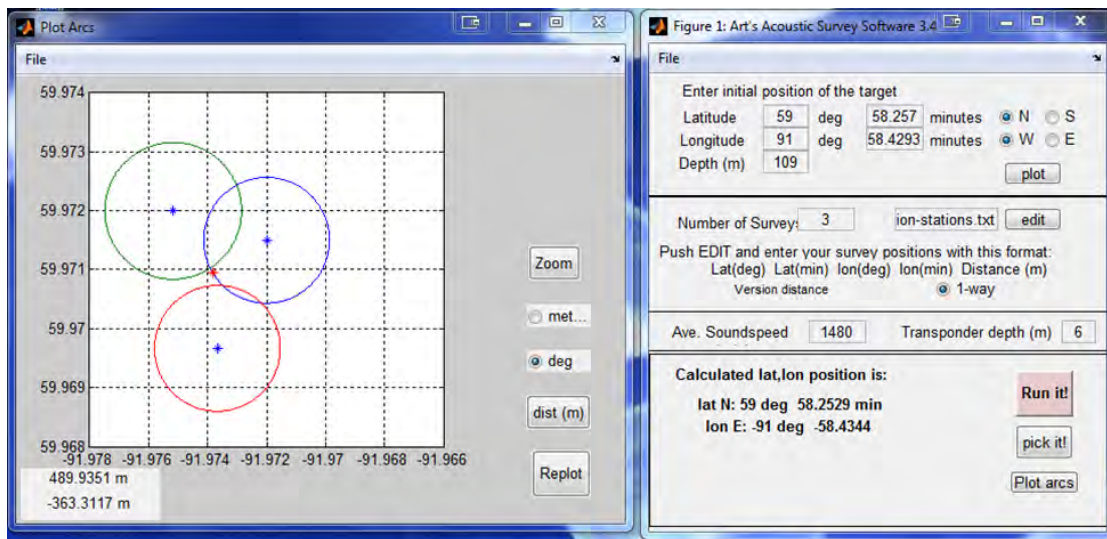 Plot Arcs
File
59.974
59.973
59.972
59.971
59.97
59.969
59.968
-91.978 -91.976 -91.974 -91.972 -91.97 -91.968 -91.966
489.9351 m
-363.3117 m
Zoom
met...
deg
dist (m)
Replot
Figure 1: Art's Acoustic Survey Software 3.4
File
Enter initial position of the target
Latitude 59 deg 58.257 minutes N S
Longitude 91 deg 58.4293 minutes W E
Depth (m) 109
plot
Number of Surveys 3 ion-stations.txt edit
Push EDIT and enter your survey positions with this format:
Lat(deg) Lat(min) lon(deg) lon(min) Distance (m)
Version distance 1-way
Ave. Soundspeed 1480 Transponder depth (m) 6
Calculated lat,lon position is:
lat N: 59 deg 58.2529 min
lon E: -91 deg -58.4344
Run it!
pick it!
Plot arcs